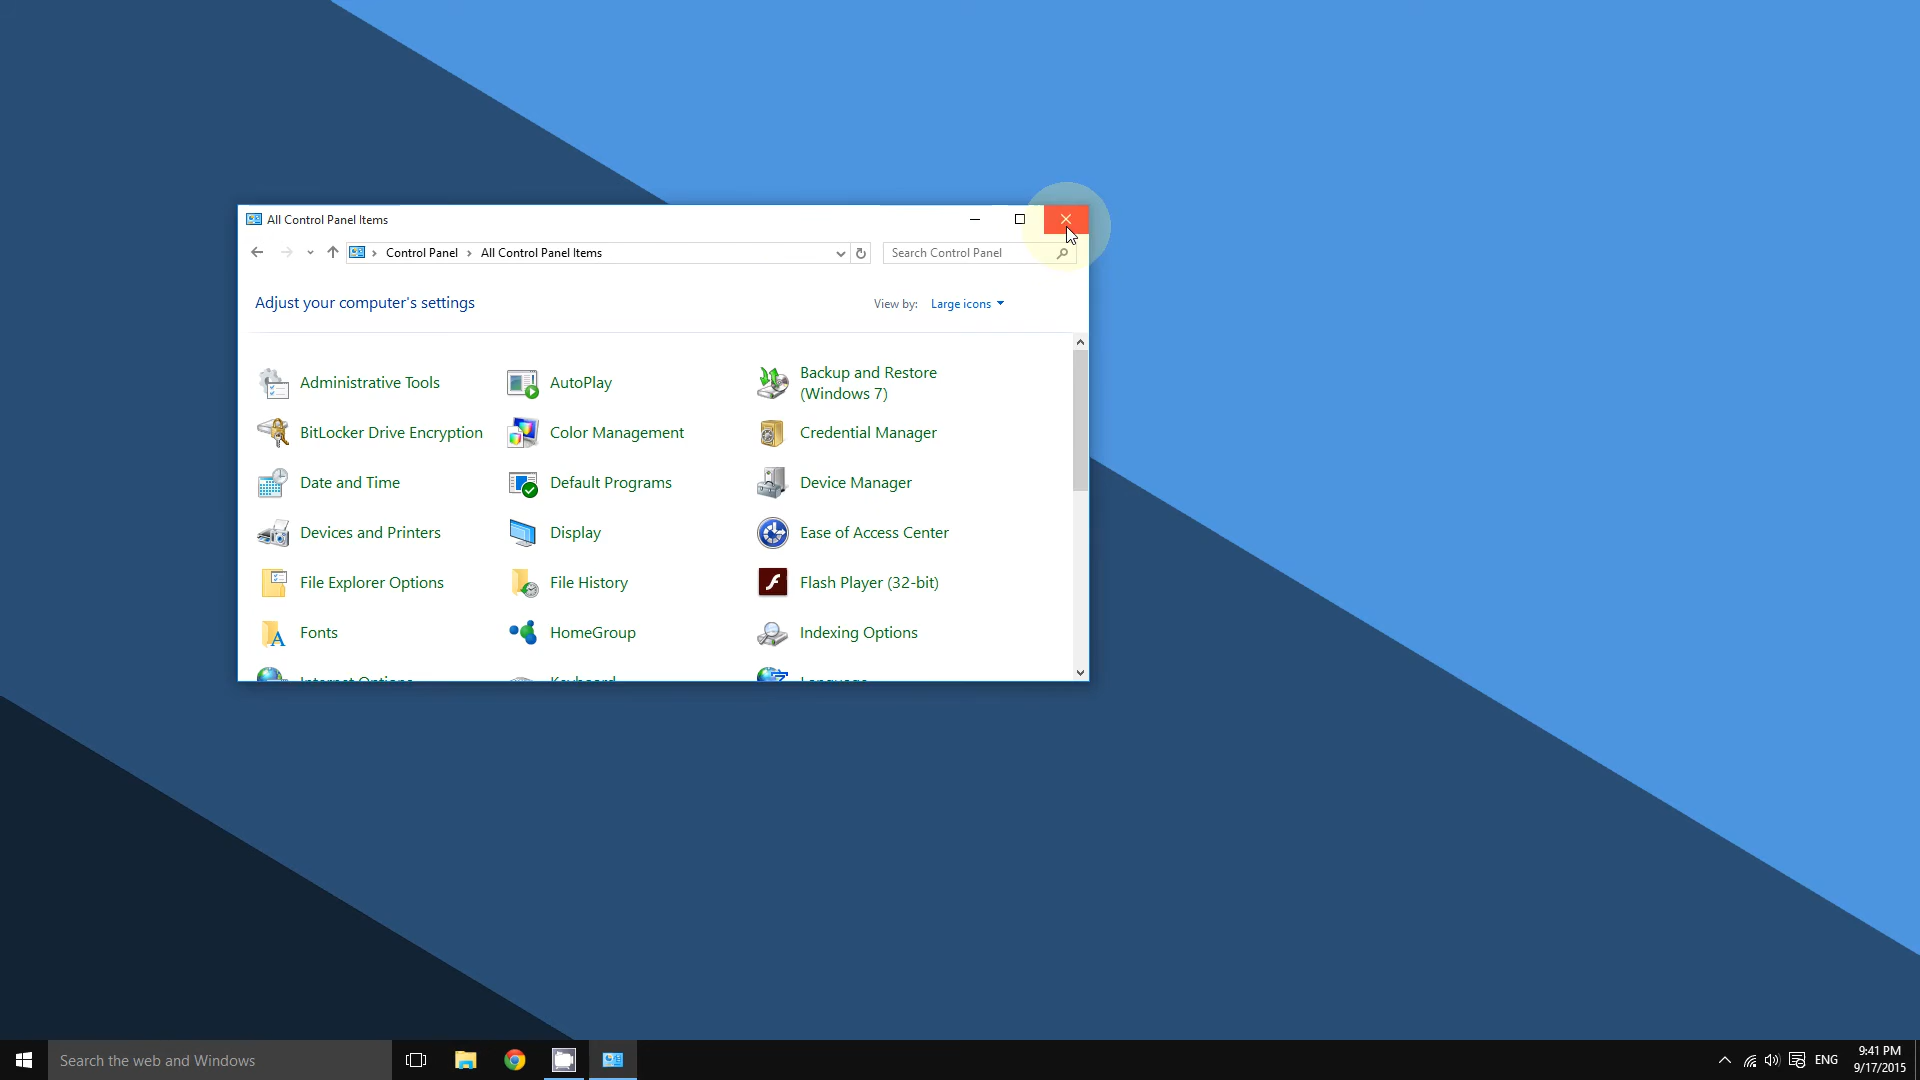 All Control Panel Items
Control Panel All Control Panel Items Search Control Panel
Adjust your computer's settings View by: Large icons
Administrative Tools AutoPlay Backup and Restore
(Windows 7)
BitLocker Drive Encryption Color Management Credential Manager
Date and Time Default Programs Device Manager
Devices and Printers Display Ease of Access Center
File Explorer Options File History Flash Player (32-bit)
Fonts HomeGroup Indexing Options
Internet Options Keyboard Language
Search the web and Windows ENG 9:41 PM
9/17/2015